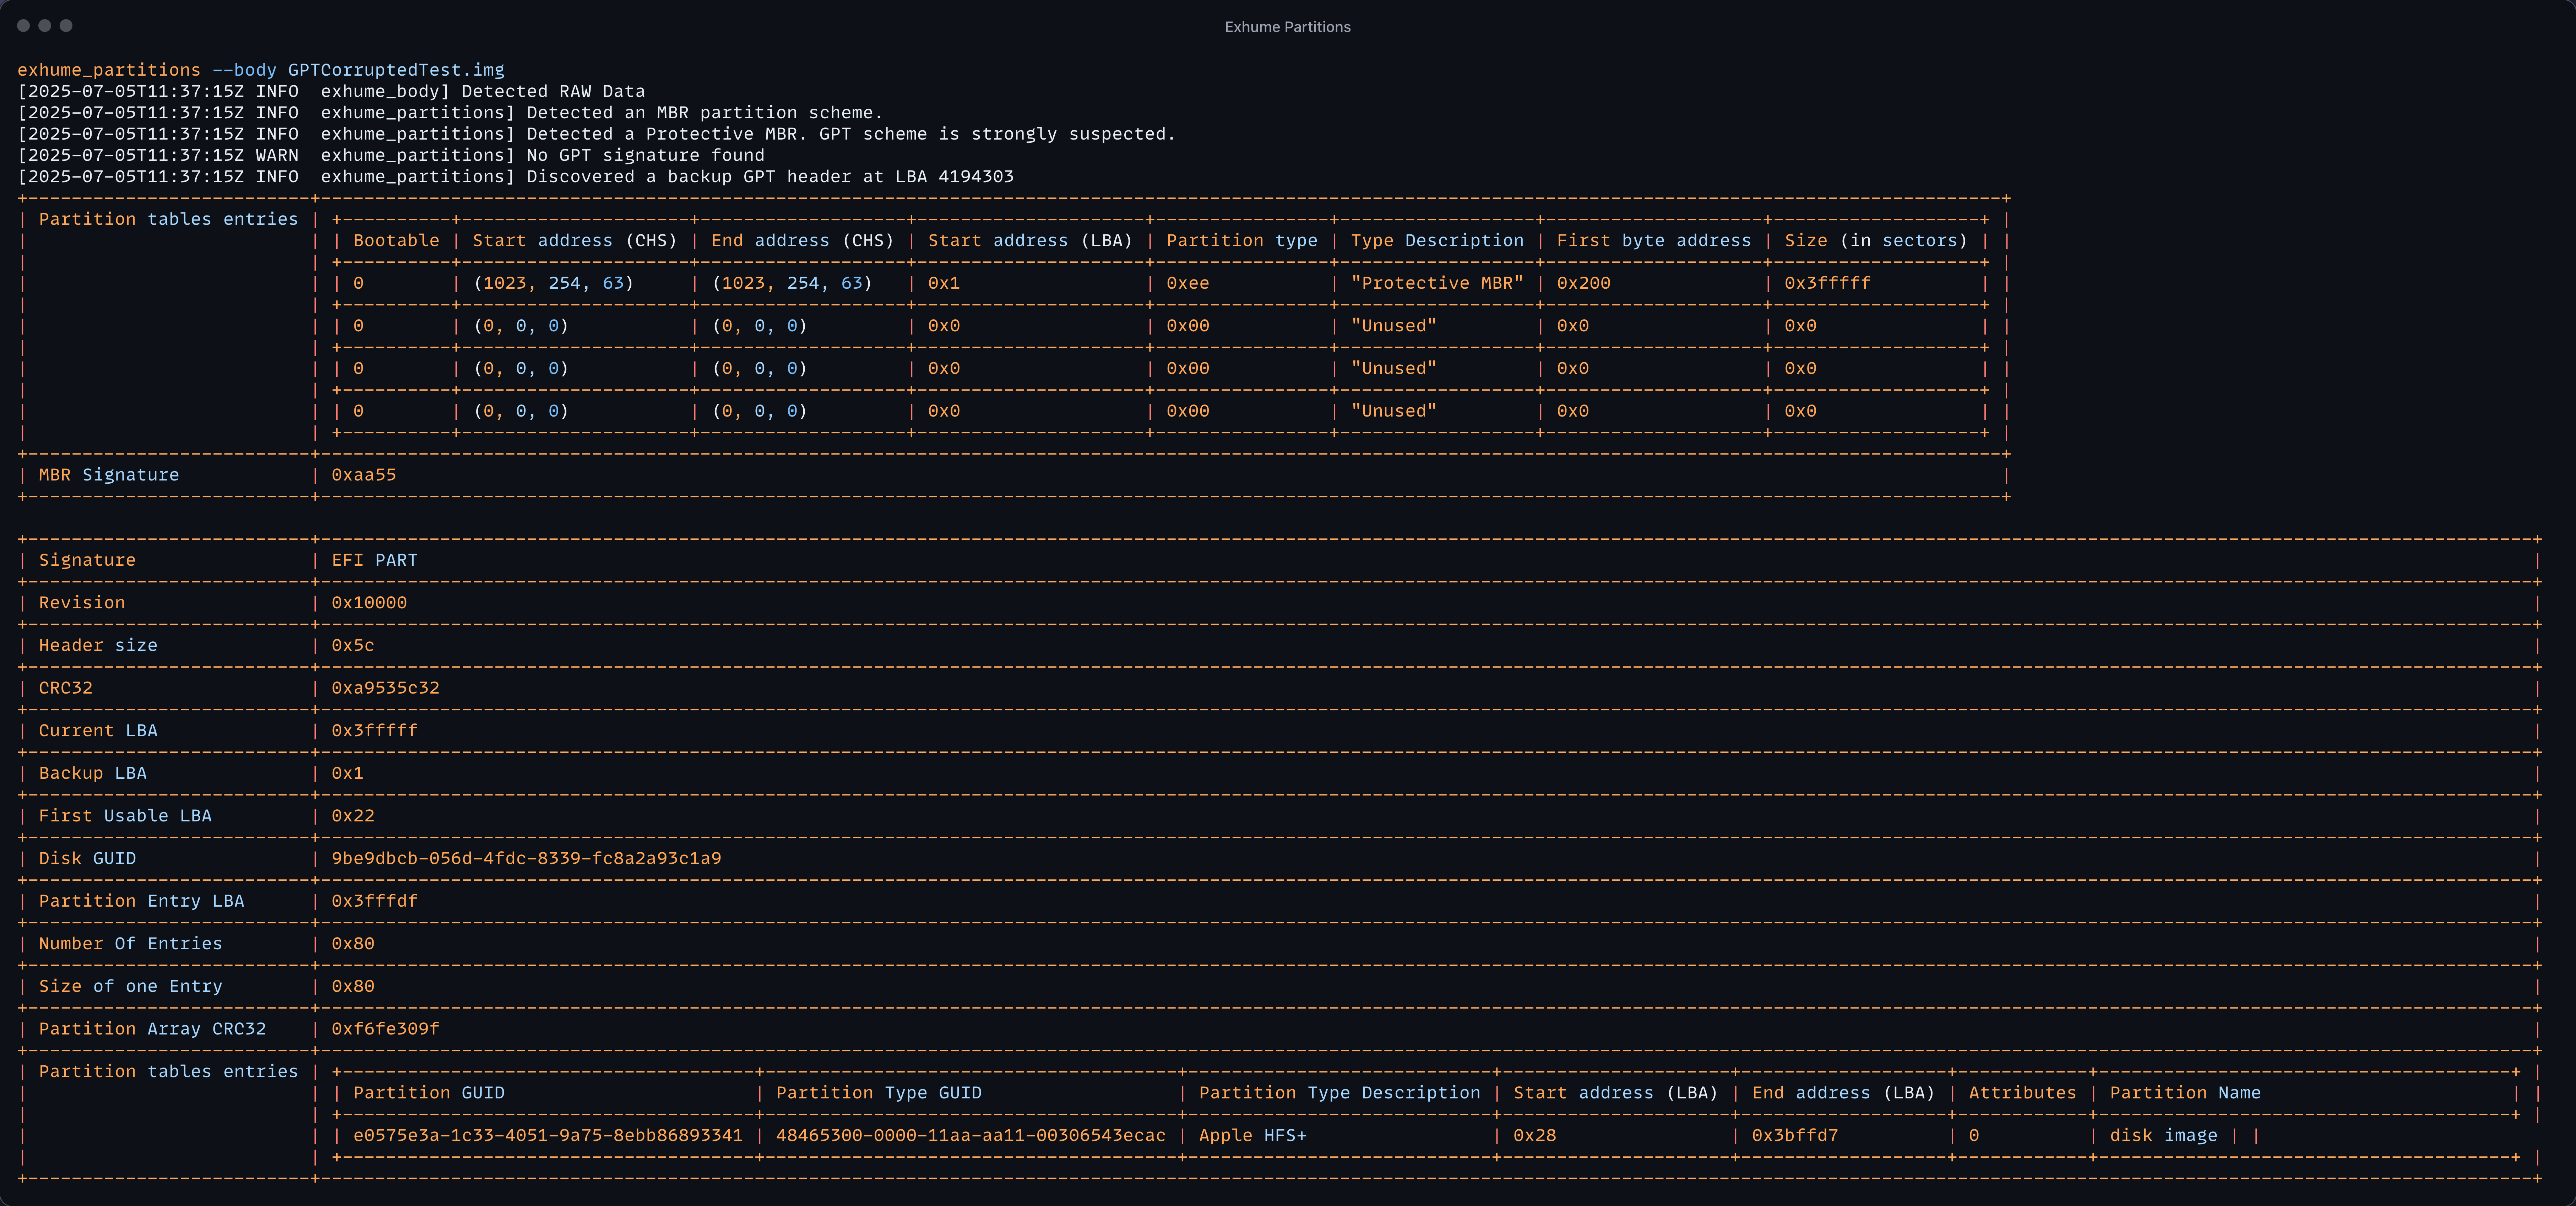 Exhume Partitions
exhume_partitions --body GPTCorruptedTest.img
[2025-07-05T11:37:15Z INFO  exhume_body] Detected RAW Data
[2025-07-05T11:37:15Z INFO  exhume_partitions] Detected an MBR partition scheme.
[2025-07-05T11:37:15Z INFO  exhume_partitions] Detected a Protective MBR. GPT scheme is strongly suspected.
[2025-07-05T11:37:15Z WARN  exhume_partitions] No GPT signature found
[2025-07-05T11:37:15Z INFO  exhume_partitions] Discovered a backup GPT header at LBA 4194303
| Partition tables entries |
| Bootable | Start address (CHS) | End address (CHS) | Start address (LBA) | Partition type | Type Description | First byte address | Size (in sectors) |
| 0 | (1023, 254, 63) | (1023, 254, 63) | 0x1 | 0xee | "Protective MBR" | 0x200 | 0x3fffff |
| 0 | (0, 0, 0) | (0, 0, 0) | 0x0 | 0x00 | "Unused" | 0x0 | 0x0 |
| 0 | (0, 0, 0) | (0, 0, 0) | 0x0 | 0x00 | "Unused" | 0x0 | 0x0 |
| 0 | (0, 0, 0) | (0, 0, 0) | 0x0 | 0x00 | "Unused" | 0x0 | 0x0 |
| MBR Signature | 0xaa55 |
| Signature | EFI PART |
| Revision | 0x10000 |
| Header size | 0x5c |
| CRC32 | 0xa9535c32 |
| Current LBA | 0x3fffff |
| Backup LBA | 0x1 |
| First Usable LBA | 0x22 |
| Disk GUID | 9be9dbcb-056d-4fdc-8339-fc8a2a93c1a9 |
| Partition Entry LBA | 0x3fffdf |
| Number Of Entries | 0x80 |
| Size of one Entry | 0x80 |
| Partition Array CRC32 | 0xf6fe309f |
| Partition tables entries |
| Partition GUID | Partition Type GUID | Partition Type Description | Start address (LBA) | End address (LBA) | Attributes | Partition Name |
| e0575e3a-1c33-4051-9a75-8ebb86893341 | 48465300-0000-11aa-aa11-00306543ecac | Apple HFS+ | 0x28 | 0x3bffd7 | 0 | disk image | |